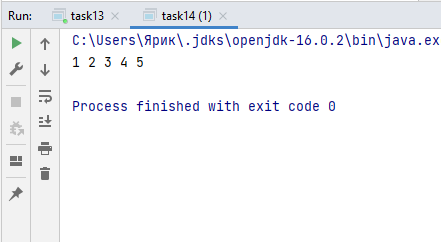 Run: task13 task14 (1)
C:\Users\Ярик\.jdks\openjdk-16.0.2\bin\java.ex
1 2 3 4 5
Process finished with exit code 0